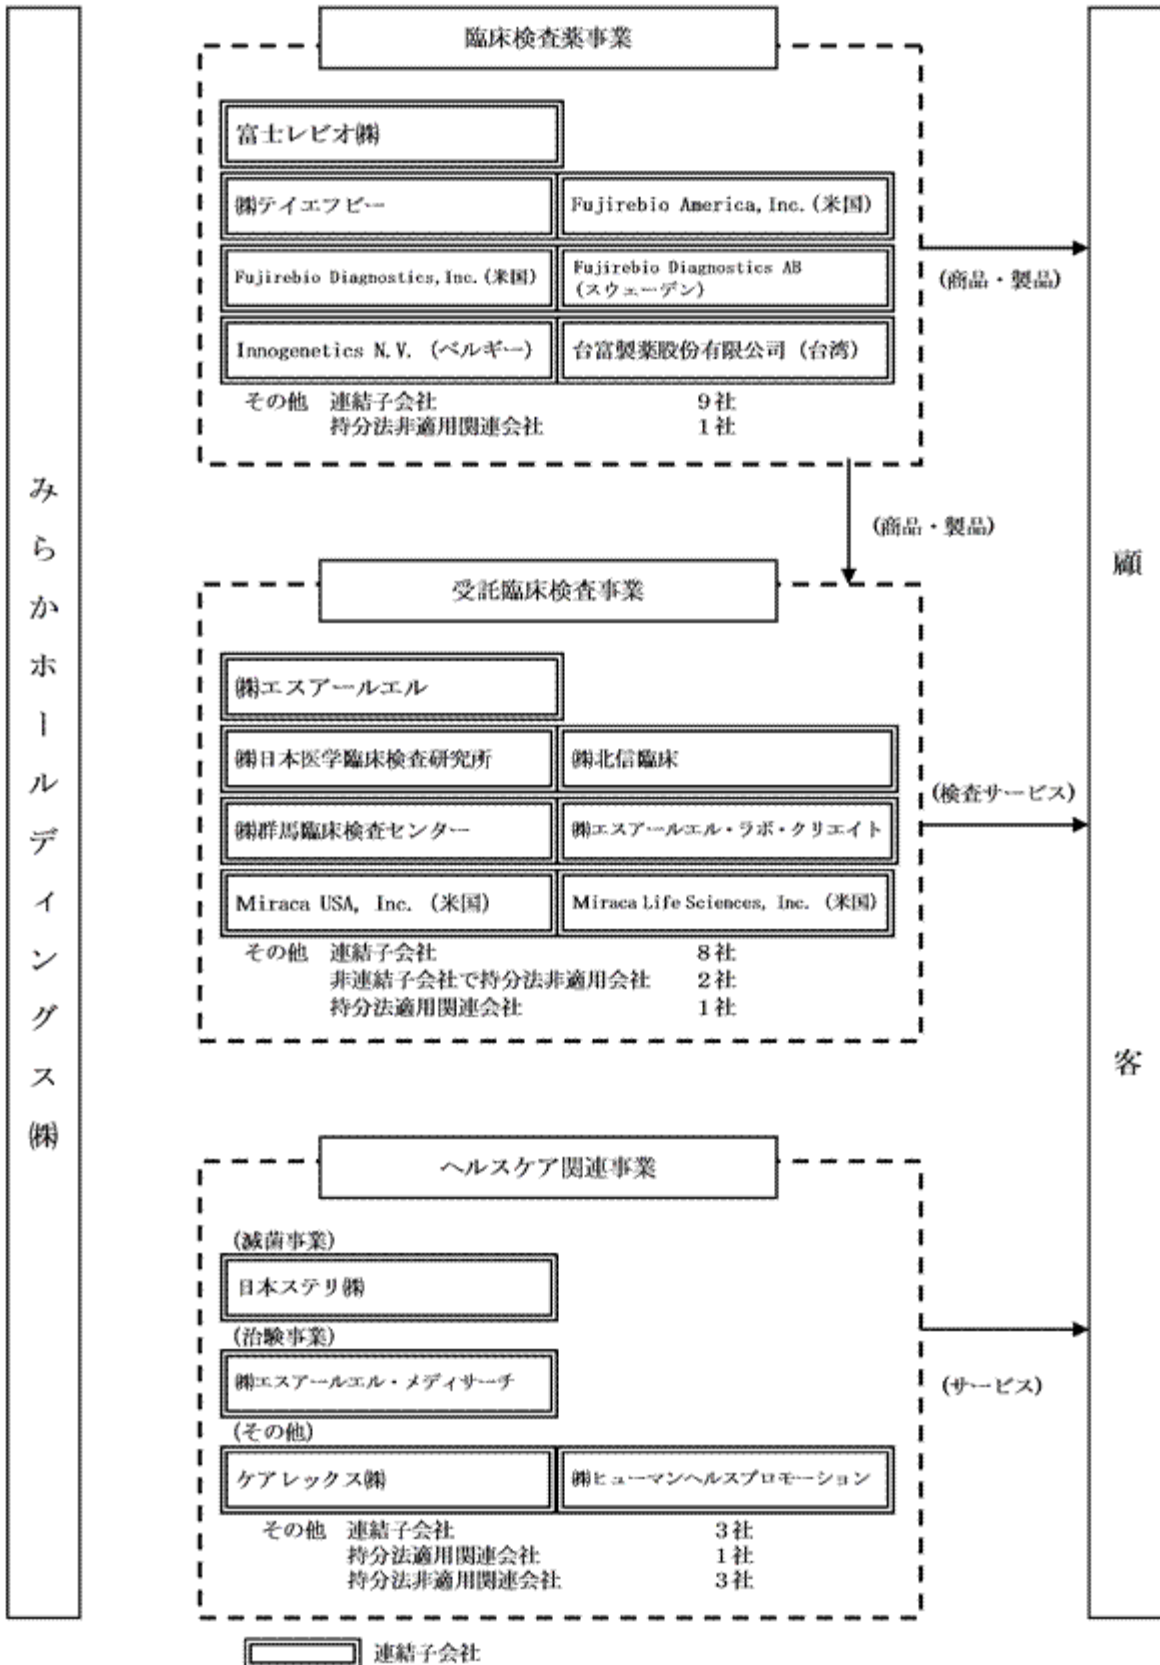 みらかホールディングス㈱
臨床検査薬事業
富士レビオ㈱
㈱テイエフビー
Fujirebio America, Inc. (米国)
Fujirebio Diagnostics, Inc. (米国)
Fujirebio Diagnostics AB
(スウェーデン)
Innogenetics N.V. (ベルギー)
台富製薬股份有限公司 (台湾)
その他 連結子会社 9社
持分法非適用関連会社 1社
(商品・製品)
(商品・製品)
受託臨床検査事業
㈱エスアールエル
㈱日本医学臨床検査研究所
㈱北信臨床
㈱群馬臨床検査センター
㈱エスアールエル・ラボ・クリエイト
Miraca USA, Inc. (米国)
Miraca Life Sciences, Inc. (米国)
その他 連結子会社 8社
非連結子会社で持分法非適用会社 2社
持分法適用関連会社 1社
(検査サービス)
ヘルスケア関連事業
(滅菌事業)
日本ステリ㈱
(治験事業)
㈱エスアールエル・メディサーチ
(その他)
ケアレックス㈱
㈱ヒューマンヘルスプロモーション
その他 連結子会社 3社
持分法適用関連会社 1社
持分法非適用関連会社 3社
(サービス)
顧客
連結子会社